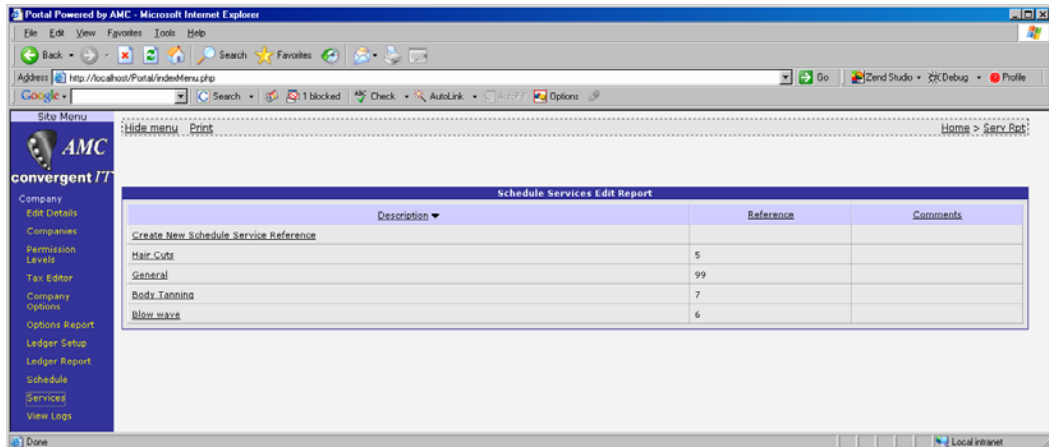 Portal Powered by AMC - Microsoft Internet Explorer
File Edit View Favorites Tools Help
Back Search Favorites
Address http://localhost/Portal/indexMenu.php Go Zend Studio Debug Profile
Google Search 1 blocked Check AutoLink AutoFill Options
Site Menu
Hide menu Print Home > Serv Rpt
AMC
convergent IT
Company
Edit Details
Companies
Permission
Levels
Tax Editor
Company
Options
Options Report
Ledger Setup
Ledger Report
Schedule
Services
View Logs
Schedule Services Edit Report
Description Reference Comments
Create New Schedule Service Reference
Hair Cuts 5
General 99
Body Tanning 7
Blow wave 6
Done Local intranet